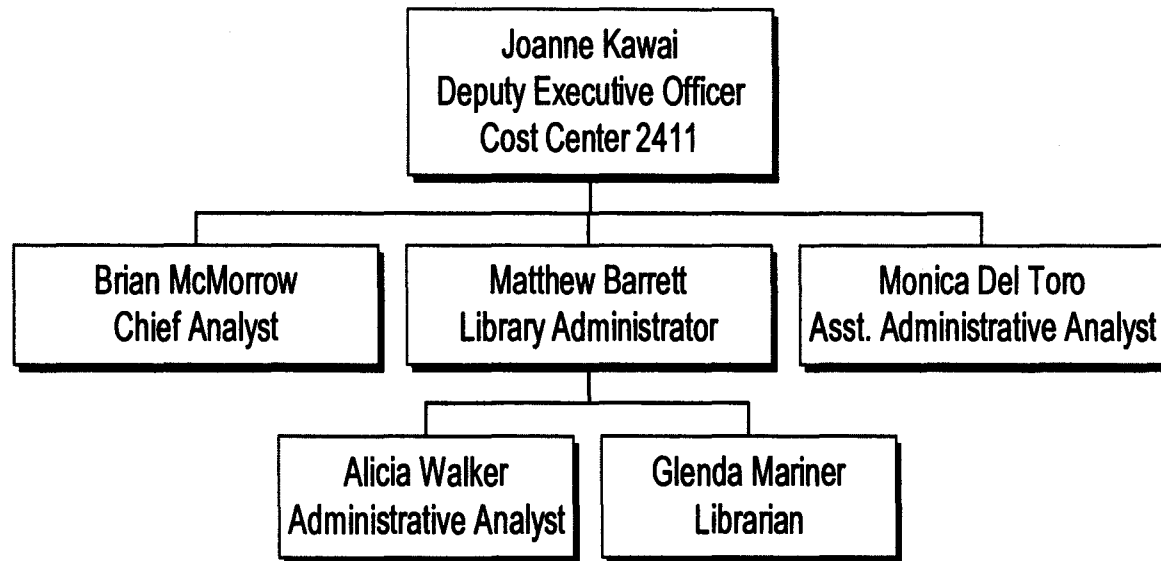 Joanne Kawai
Deputy Executive Officer
Cost Center 2411
Brian McMorrow
Chief Analyst
Matthew Barrett
Library Administrator
Monica Del Toro
Asst. Administrative Analyst
Alicia Walker
Administrative Analyst
Glenda Mariner
Librarian